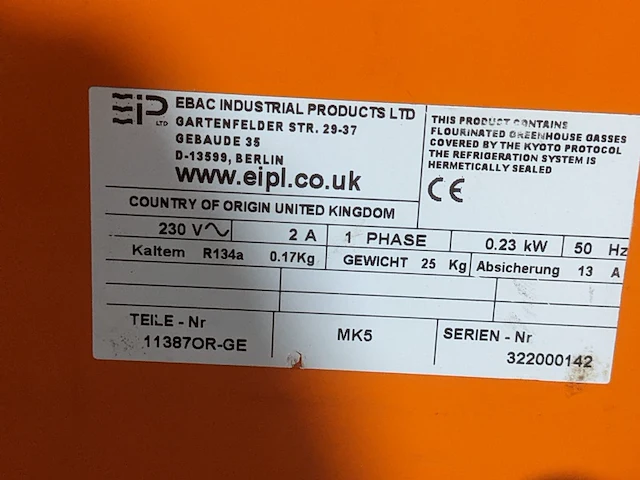 EIP LTD
EBAC INDUSTRIAL PRODUCTS LTD
GARTENFELDER STR. 29-37
GEBAUDE 35
D-13599, BERLIN
www.eipl.co.uk
THIS PRODUCT CONTAINS
FLOURINATED GREENHOUSE GASSES
COVERED BY THE KYOTO PROTOCOL
THE REFRIGERATION SYSTEM IS
HERMETICALLY SEALED
CE
COUNTRY OF ORIGIN UNITED KINGDOM
230 V~ 2 A 1 PHASE 0.23 kW 50 Hz
Kaltem R134a 0.17Kg GEWICHT 25 Kg Absicherung 13 A
TEILE - Nr
11387OR-GE
MK5
SERIEN - Nr
322000142